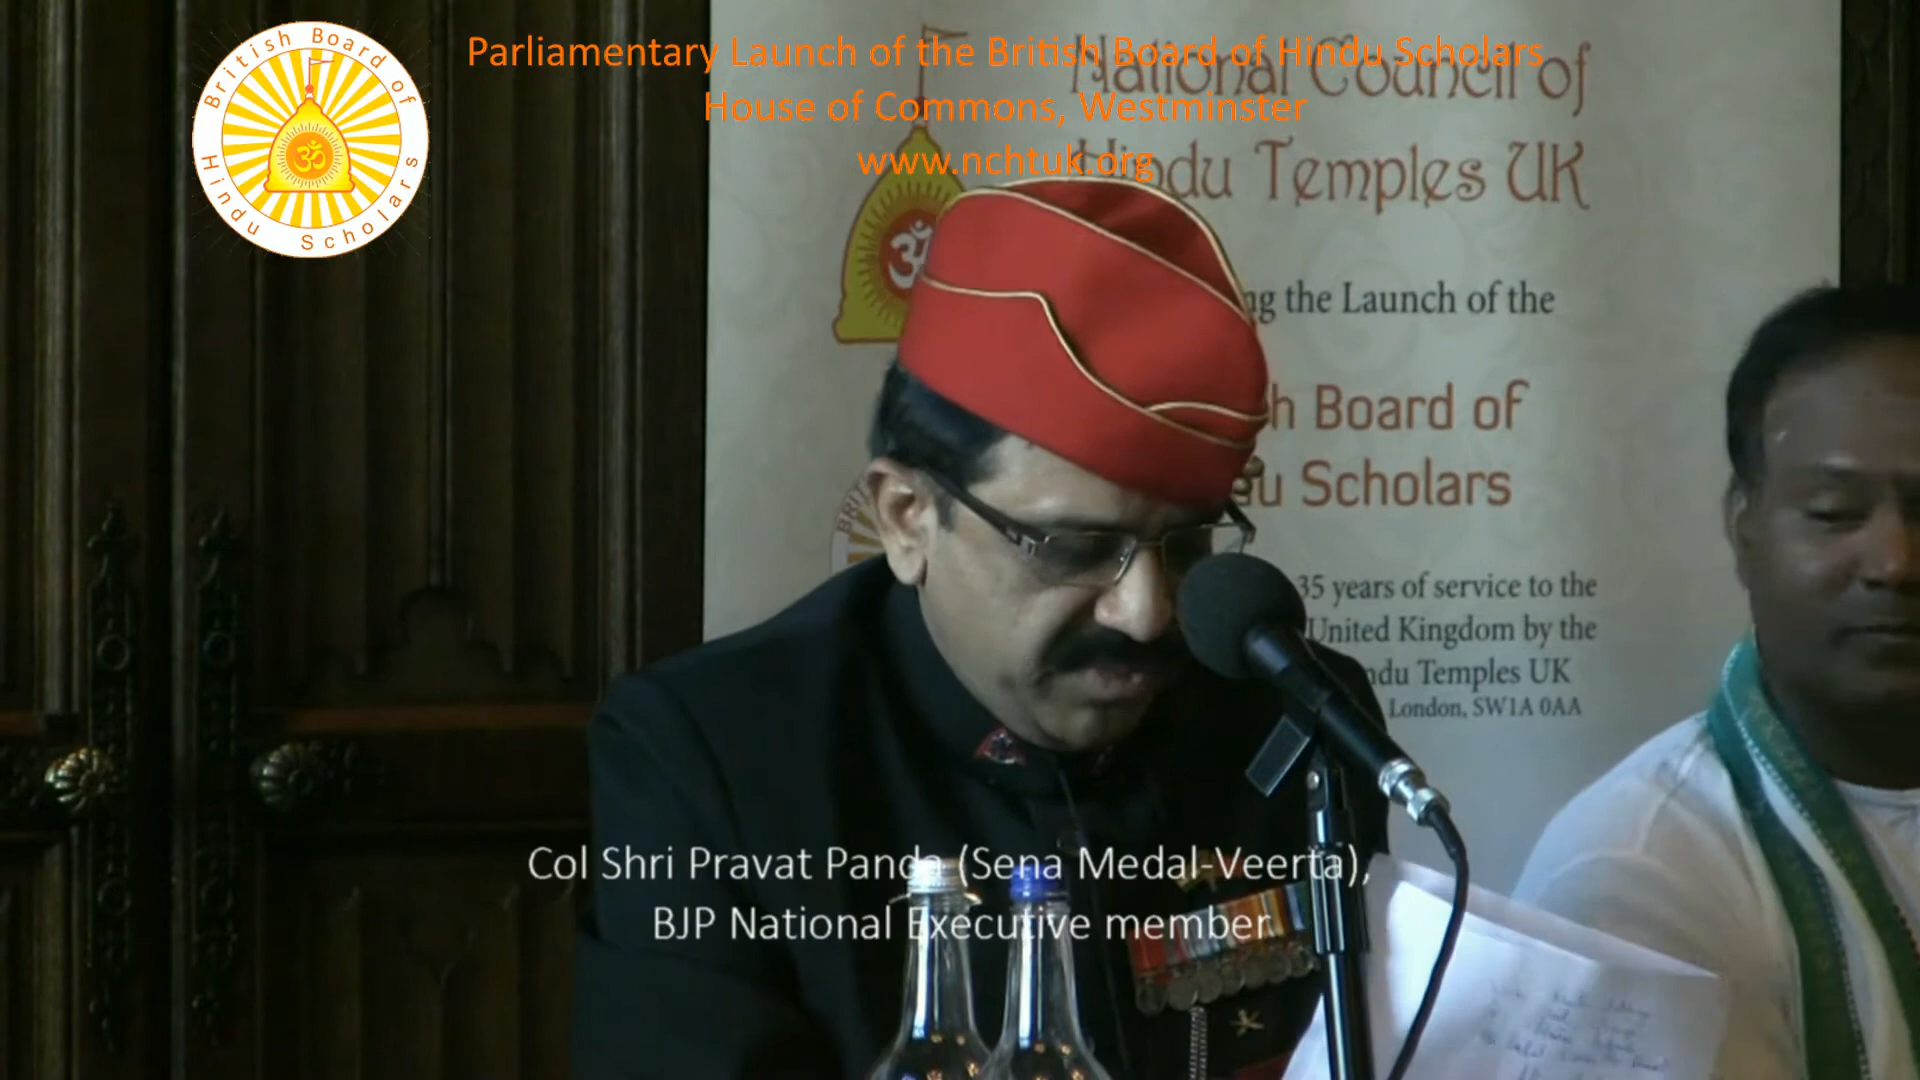 British Board of
Hindu Scholars
Parliamentary Launch of the British Board of Hindu Scholars
House of Commons, Westminster
www.nchtuk.org
National Council of
Hindu Temples UK
ॐ
the Launch of the
Board of
Scholars
35 years of service to the
United Kingdom by the
Temples UK
London, SW1A 0AA
Col Shri Pravat Panda (Sena Medal-Veerta),
BJP National Executive member